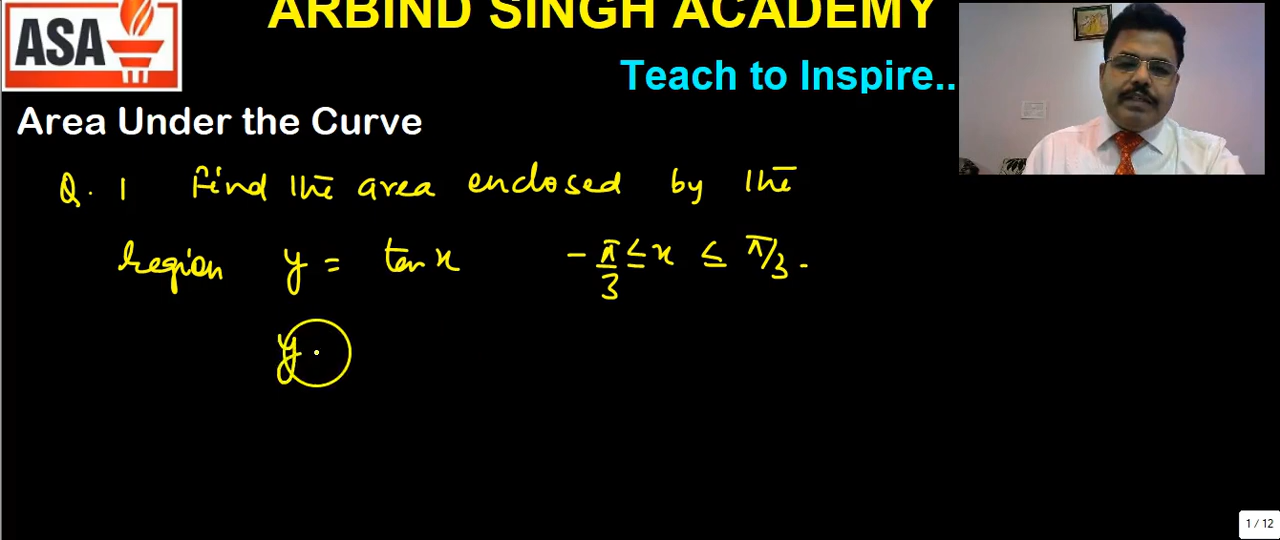 ARBIND SINGH ACADEMY
ASA
Teach to Inspire..
Area Under the Curve
Q. 1 Find the area enclosed by the
region y = tan x -π/3 ≤ x ≤ π/3.
y
1 / 12